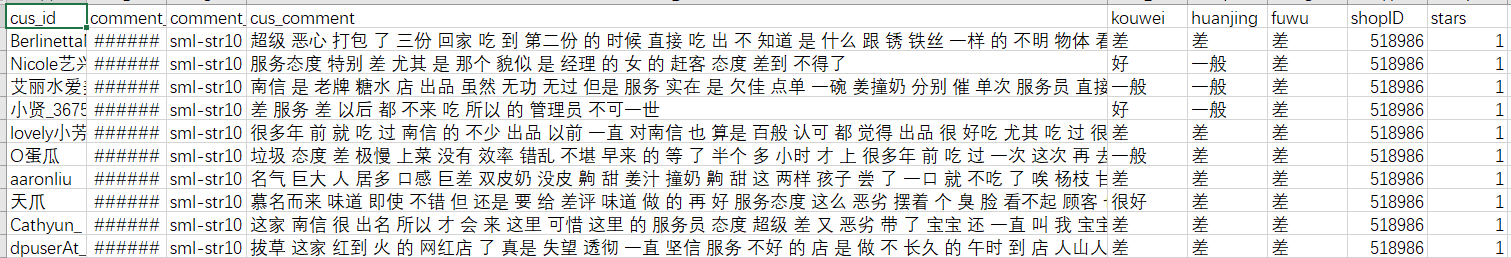 cus_id comment_ comment_ cus_comment kouwei huanjing fuwu shopID stars
Berlinetta ###### sml-str10 超级 恶心 打包 了 三份 回家 吃 到 第二份 的 时候 直接 吃 出 不 知道 是 什么 跟 锈 铁丝 一样 的 不明 物体 看 差 差 差 518986 1
Nicole艺兴 ###### sml-str10 服务态度 特别 差 尤其 是 那个 貌似 是 经理 的 女 的 赶客 态度 差到 不得了 好 一般 差 518986 1
艾丽水爱 ###### sml-str10 南信 是 老牌 糖水 店 出品 虽然 无功 无过 但是 服务 实在 是 欠佳 点单 一碗 姜撞奶 分别 催 单次 服务员 直接 一般 一般 差 518986 1
小贤_3675 ###### sml-str10 差 服务 差 以后 都 不来 吃 所以 的 管理员 不可一世 好 一般 差 518986 1
lovely小芳 ###### sml-str10 很多年 前 就 吃 过 南信 的 不少 出品 以前 一直 对南信 也 算是 百般 认可 都 觉得 出品 很 好吃 尤其 吃 过 很 差 差 差 518986 1
O蛋瓜 ###### sml-str10 垃圾 态度 差 极慢 上菜 没有 效率 错乱 不堪 早来 的 等 了 半个 多 小时 才 上 很多年 前 吃 过 一次 这次 再 去 一般 差 差 518986 1
aaronliu ###### sml-str10 名气 巨大 人 居多 口感 巨差 双皮奶 没皮 齁 甜 姜汁 撞奶 齁 甜 这 两样 孩子 尝 了 一口 就 不吃 了 唉 杨枝 甘 差 差 差 518986 1
天爪 ###### sml-str10 慕名而来 味道 即使 不错 但 还是 要 给 差评 味道 做 的 再 好 服务态度 这么 恶劣 摆着 个 臭 脸 看不起 顾客 很好 差 差 518986 1
Cathyun_ ###### sml-str10 这家 南信 很 出名 所以 才 会 来 这里 可惜 这里 的 服务员 态度 超级 差 又 恶劣 带 了 宝宝 还 一直 叫 我 宝宝 差 差 差 518986 1
dpuserAt_ ###### sml-str10 拔草 这家 红到 火 的 网红店 了 真是 失望 透彻 一直 坚信 服务 不好 的 店 是 做 不 长久 的 午时 到 店 人山人 差 差 差 518986 1